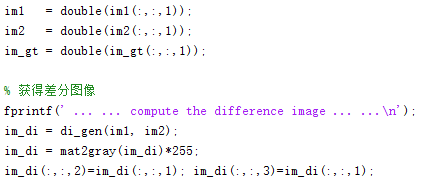 im1   = double(im1(:,:,1));
im2   = double(im2(:,:,1));
im_gt = double(im_gt(:,:,1));
% 获得差分图像
fprintf(' ... ... compute the difference image ... ...\n');
im_di = di_gen(im1, im2);
im_di = mat2gray(im_di)*255;
im_di(:,:,2)=im_di(:,:,1); im_di(:,:,3)=im_di(:,:,1);